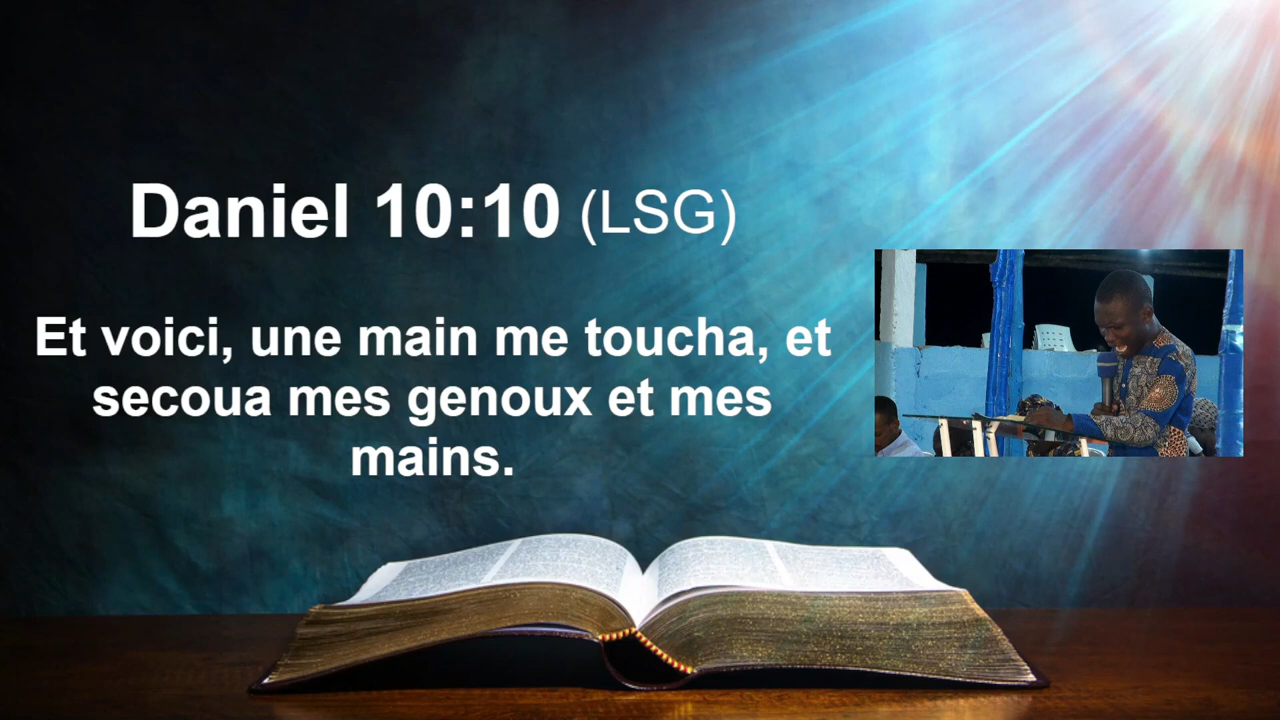 Daniel 10:10 (LSG)
Et voici, une main me toucha, et
secoua mes genoux et mes
mains.